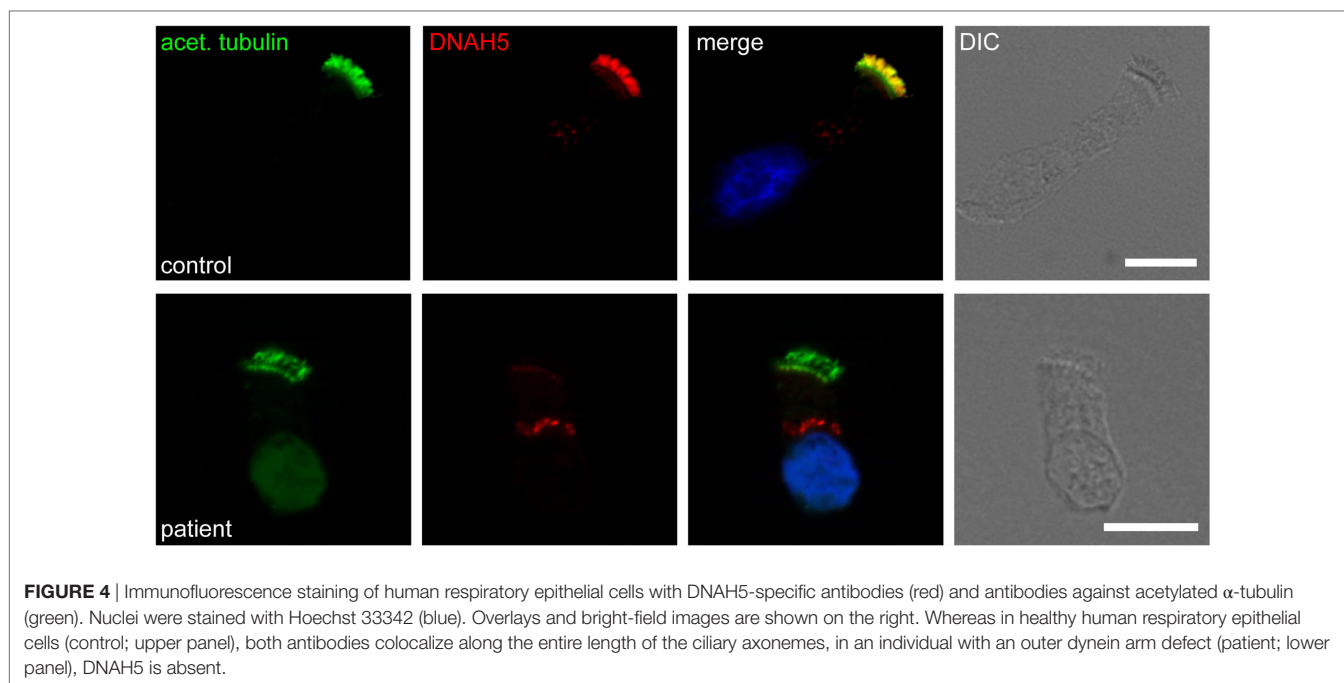 acet. tubulin
DNAH5
merge
DIC
control
patient
FIGURE 4 | Immunofluorescence staining of human respiratory epithelial cells with DNAH5-specific antibodies (red) and antibodies against acetylated α-tubulin
(green). Nuclei were stained with Hoechst 33342 (blue). Overlays and bright-field images are shown on the right. Whereas in healthy human respiratory epithelial
cells (control; upper panel), both antibodies colocalize along the entire length of the ciliary axonemes, in an individual with an outer dynein arm defect (patient; lower
panel), DNAH5 is absent.